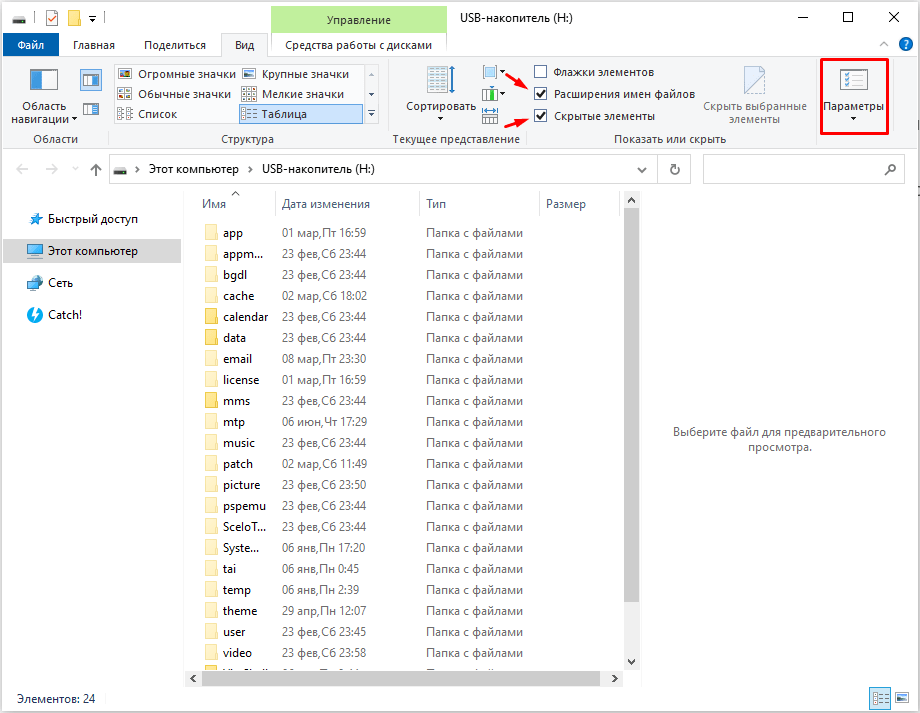 Управление
USB-накопитель (H:)
Файл
Главная
Поделиться
Вид
Средства работы с дисками
Область навигации
Огромные значки
Крупные значки
Обычные значки
Мелкие значки
Список
Таблица
Сортировать
Флажки элементов
Расширения имен файлов
Скрытые элементы
Скрыть выбранные
элементы
Параметры
Области
Структура
Текущее представление
Показать или скрыть
Этот компьютер > USB-накопитель (H:)
Быстрый доступ
Этот компьютер
Сеть
Catch!
Имя Дата изменения Тип Размер
app 01 мар,Пт 16:59 Папка с файлами
appm... 23 фев,Сб 23:44 Папка с файлами
bgdl 23 фев,Сб 23:44 Папка с файлами
cache 02 мар,Сб 18:02 Папка с файлами
calendar 23 фев,Сб 23:44 Папка с файлами
data 23 фев,Сб 23:44 Папка с файлами
email 08 мар,Пт 23:30 Папка с файлами
license 01 мар,Пт 16:59 Папка с файлами
mms 23 фев,Сб 23:44 Папка с файлами
mtp 06 июн,Чт 17:29 Папка с файлами
music 23 фев,Сб 23:44 Папка с файлами
patch 02 мар,Сб 11:49 Папка с файлами
picture 23 фев,Сб 23:50 Папка с файлами
pspemu 23 фев,Сб 23:44 Папка с файлами
SceIoT... 23 фев,Сб 23:44 Папка с файлами
Syste... 06 янв,Пн 17:20 Папка с файлами
tai 06 янв,Пн 0:45 Папка с файлами
temp 06 янв,Пн 2:39 Папка с файлами
theme 29 апр,Пн 12:07 Папка с файлами
user 23 фев,Сб 23:45 Папка с файлами
video 23 фев,Сб 23:58 Папка с файлами
Выберите файл для предварительного
просмотра.
Элементов: 24